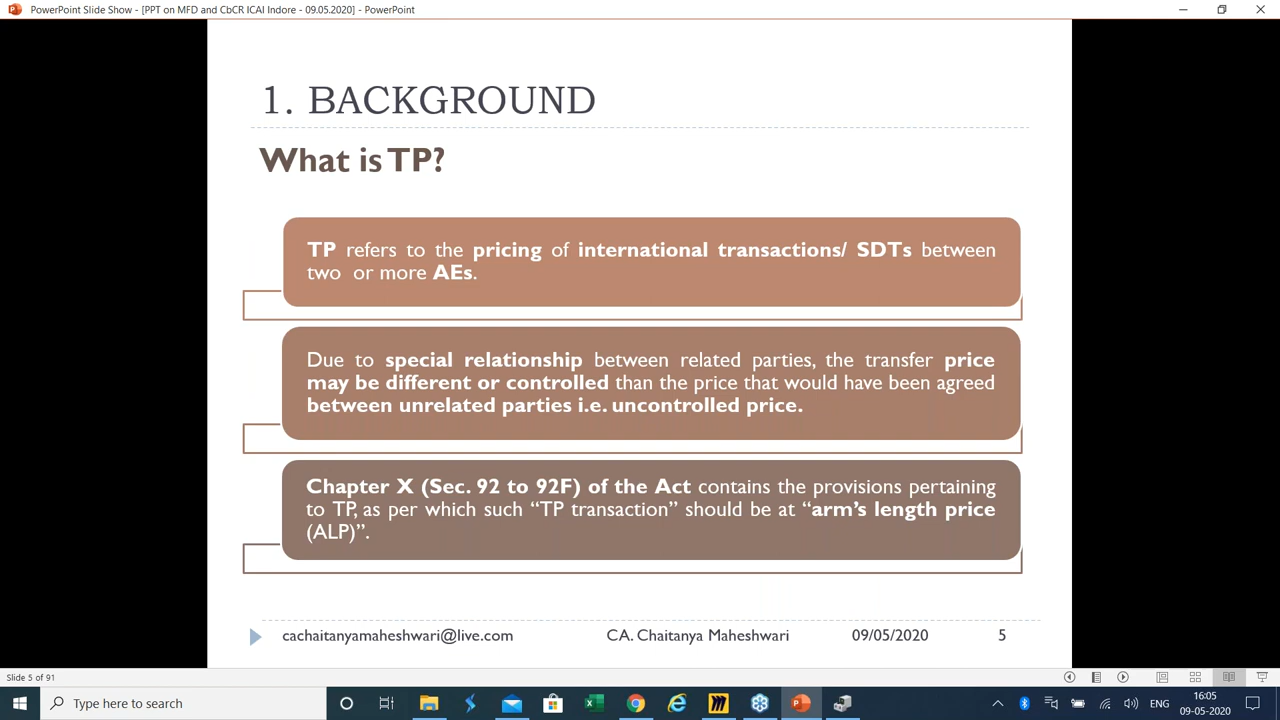 PowerPoint Slide Show - [PPT on MFD and CbCR ICAI Indore - 09.05.2020] - PowerPoint
1. BACKGROUND
What is TP?
TP refers to the pricing of international transactions/ SDTs between
two or more AEs.
Due to special relationship between related parties, the transfer price
may be different or controlled than the price that would have been agreed
between unrelated parties i.e. uncontrolled price.
Chapter X (Sec. 92 to 92F) of the Act contains the provisions pertaining
to TP, as per which such “TP transaction” should be at “arm’s length price
(ALP)”.
cachaitanyamaheshwari@live.com CA. Chaitanya Maheshwari 09/05/2020 5
Slide 5 of 91
Type here to search
ENG
16:05
09-05-2020